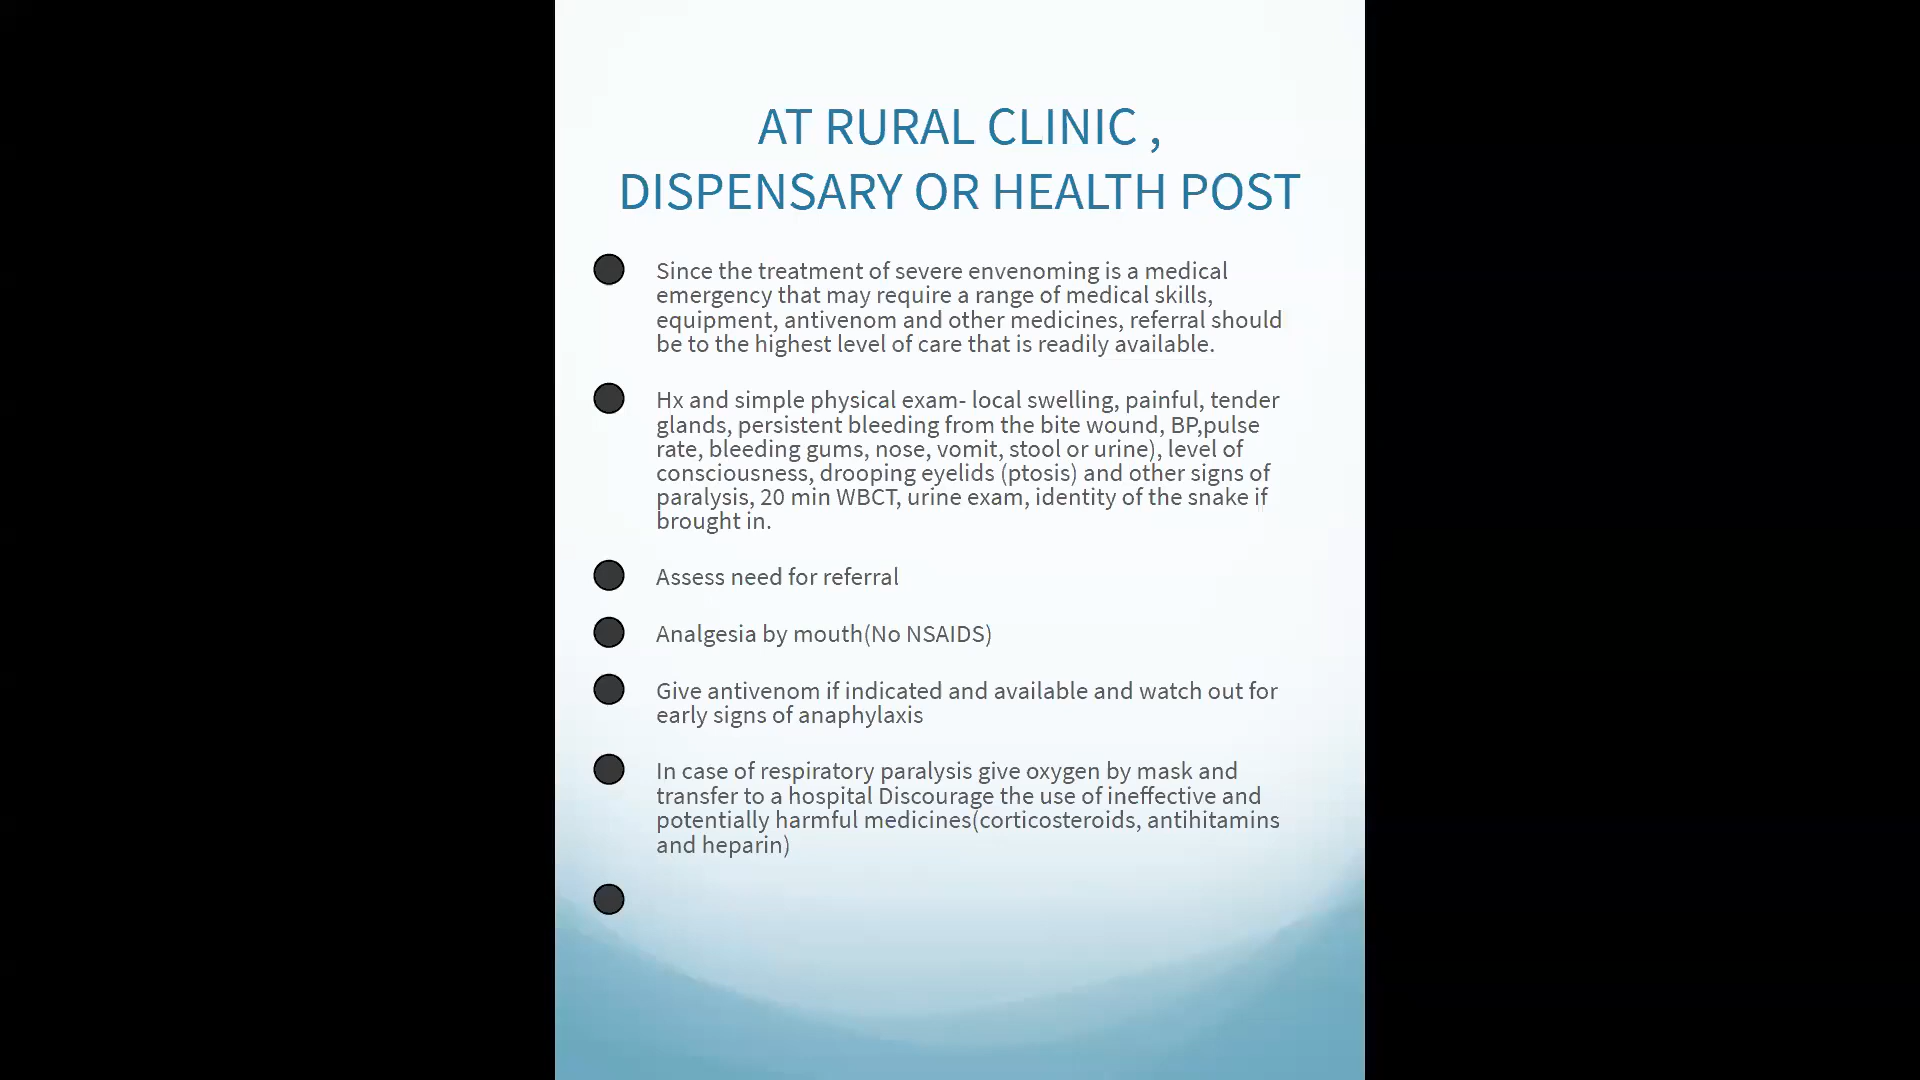 AT RURAL CLINIC ,
DISPENSARY OR HEALTH POST
Since the treatment of severe envenoming is a medical
emergency that may require a range of medical skills,
equipment, antivenom and other medicines, referral should
be to the highest level of care that is readily available.
Hx and simple physical exam- local swelling, painful, tender
glands, persistent bleeding from the bite wound, BP,pulse
rate, bleeding gums, nose, vomit, stool or urine), level of
consciousness, drooping eyelids (ptosis) and other signs of
paralysis, 20 min WBCT, urine exam, identity of the snake if
brought in.
Assess need for referral
Analgesia by mouth(No NSAIDS)
Give antivenom if indicated and available and watch out for
early signs of anaphylaxis
In case of respiratory paralysis give oxygen by mask and
transfer to a hospital Discourage the use of ineffective and
potentially harmful medicines(corticosteroids, antihitamins
and heparin)